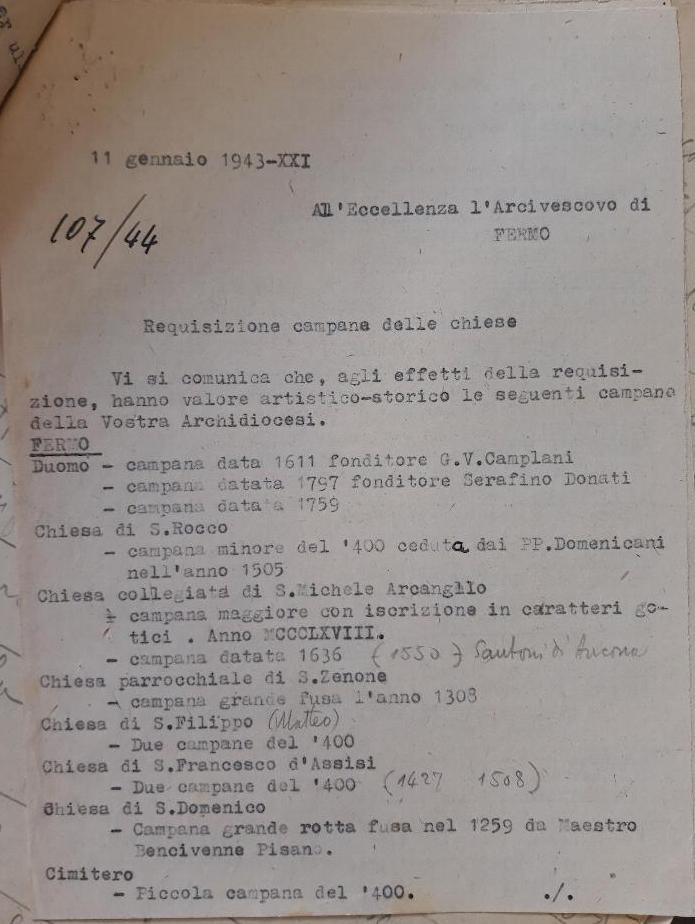 11 gennaio 1943-XXI
107/44
All'Eccellenza l'Arcivescovo di
FERMO
Requisizione campane delle chiese
Vi si comunica che, agli effetti della requisi-
zione, hanno valore artistico-storico le seguenti campane
della Vostra Archidiocesi.
FERMO
Duomo - campana data 1611 fonditore G.V.Camplani
- campana datata 1797 fonditore Serafino Donati
- campana datata 1759
Chiesa di S.Rocco
- campana minore del '400 ceduta dai PP.Domenicani
nell'anno 1505
Chiesa collegiata di S.Michele Arcanglio
- campana maggiore con iscrizione in caratteri go-
tici . Anno MCCCLXVIII.
- campana datata 1636 (1550) Santoni d'Ancona
Chiesa parrocchiale di S.Zenone
- campana grande fusa l'anno 1308
Chiesa di S.Filippo (Matteo)
- Due campane del '400
Chiesa di S.Francesco d'Assisi
- Due campane del '400 (1427 1508)
Chiesa di S.Domenico
- Campana grande rotta fusa nel 1259 da Maestro
Bencivenne Pisano.
Cimitero
- Piccola campana del '400. ./.